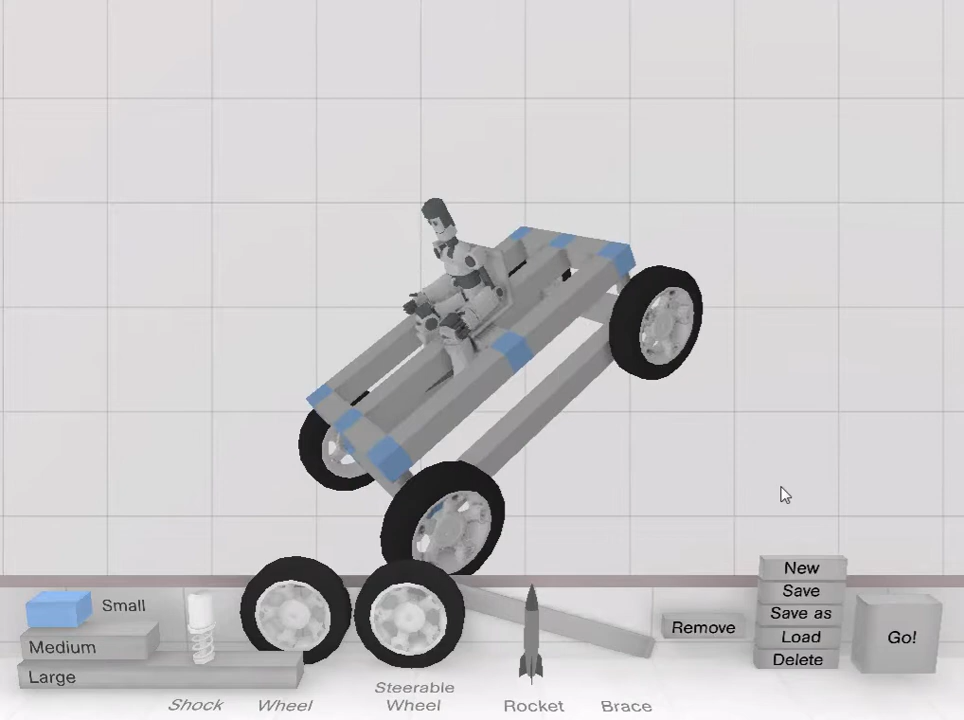 Small
Medium
Large
Shock
Wheel
Steerable
Wheel
Rocket
Brace
Remove
New
Save
Save as
Load
Delete
Go!